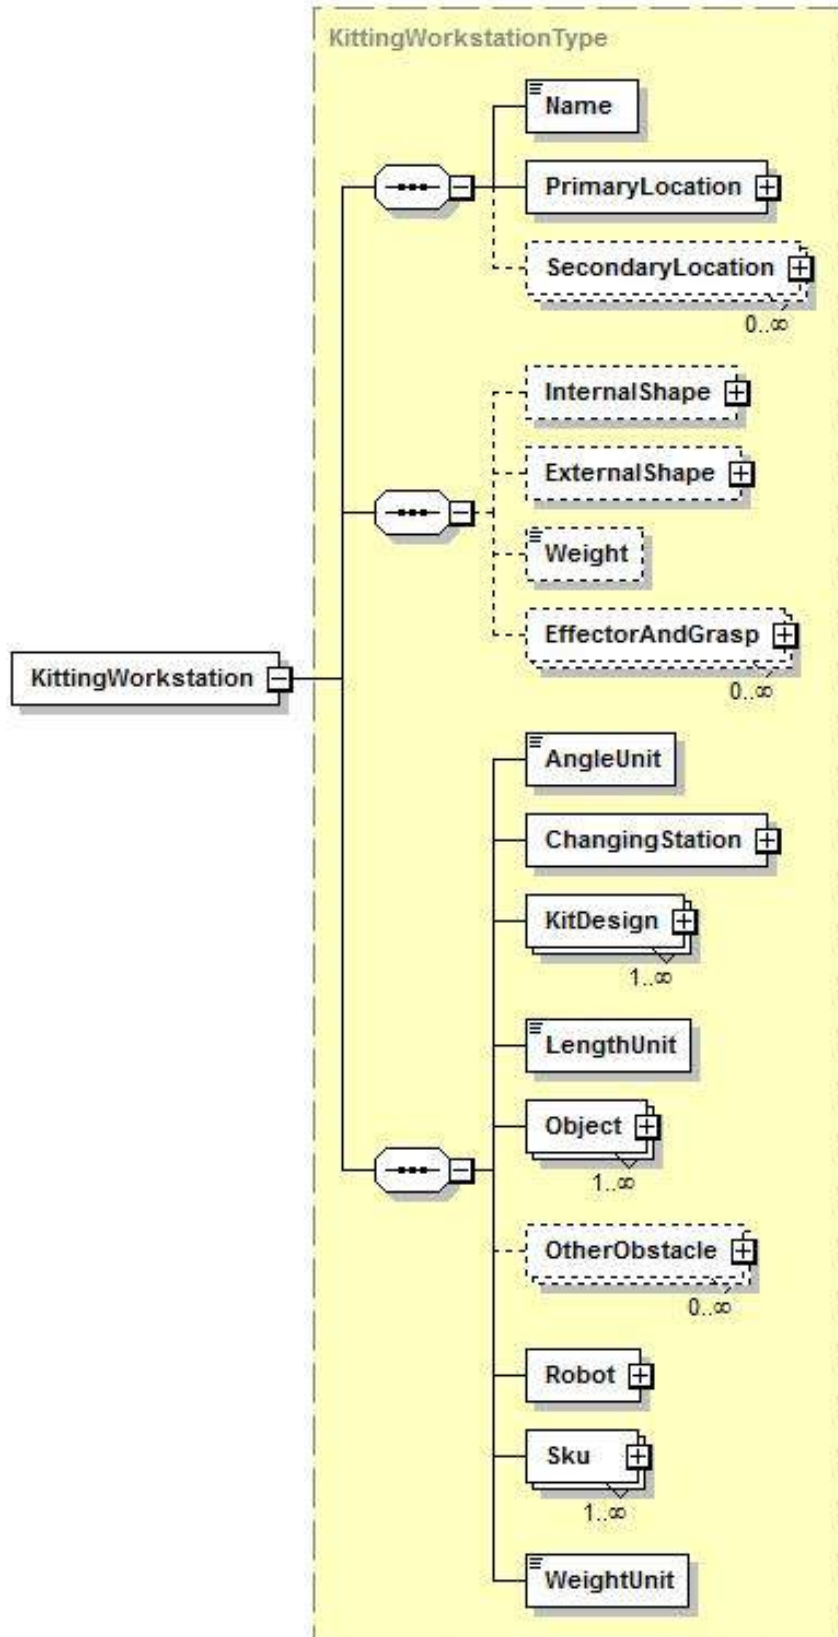 KittingWorkstationType
Name
PrimaryLocation
SecondaryLocation
0..∞
InternalShape
ExternalShape
Weight
EffectorAndGrasp
0..∞
KittingWorkstation
AngleUnit
ChangingStation
KitDesign
1..∞
LengthUnit
Object
1..∞
OtherObstacle
0..∞
Robot
Sku
1..∞
WeightUnit